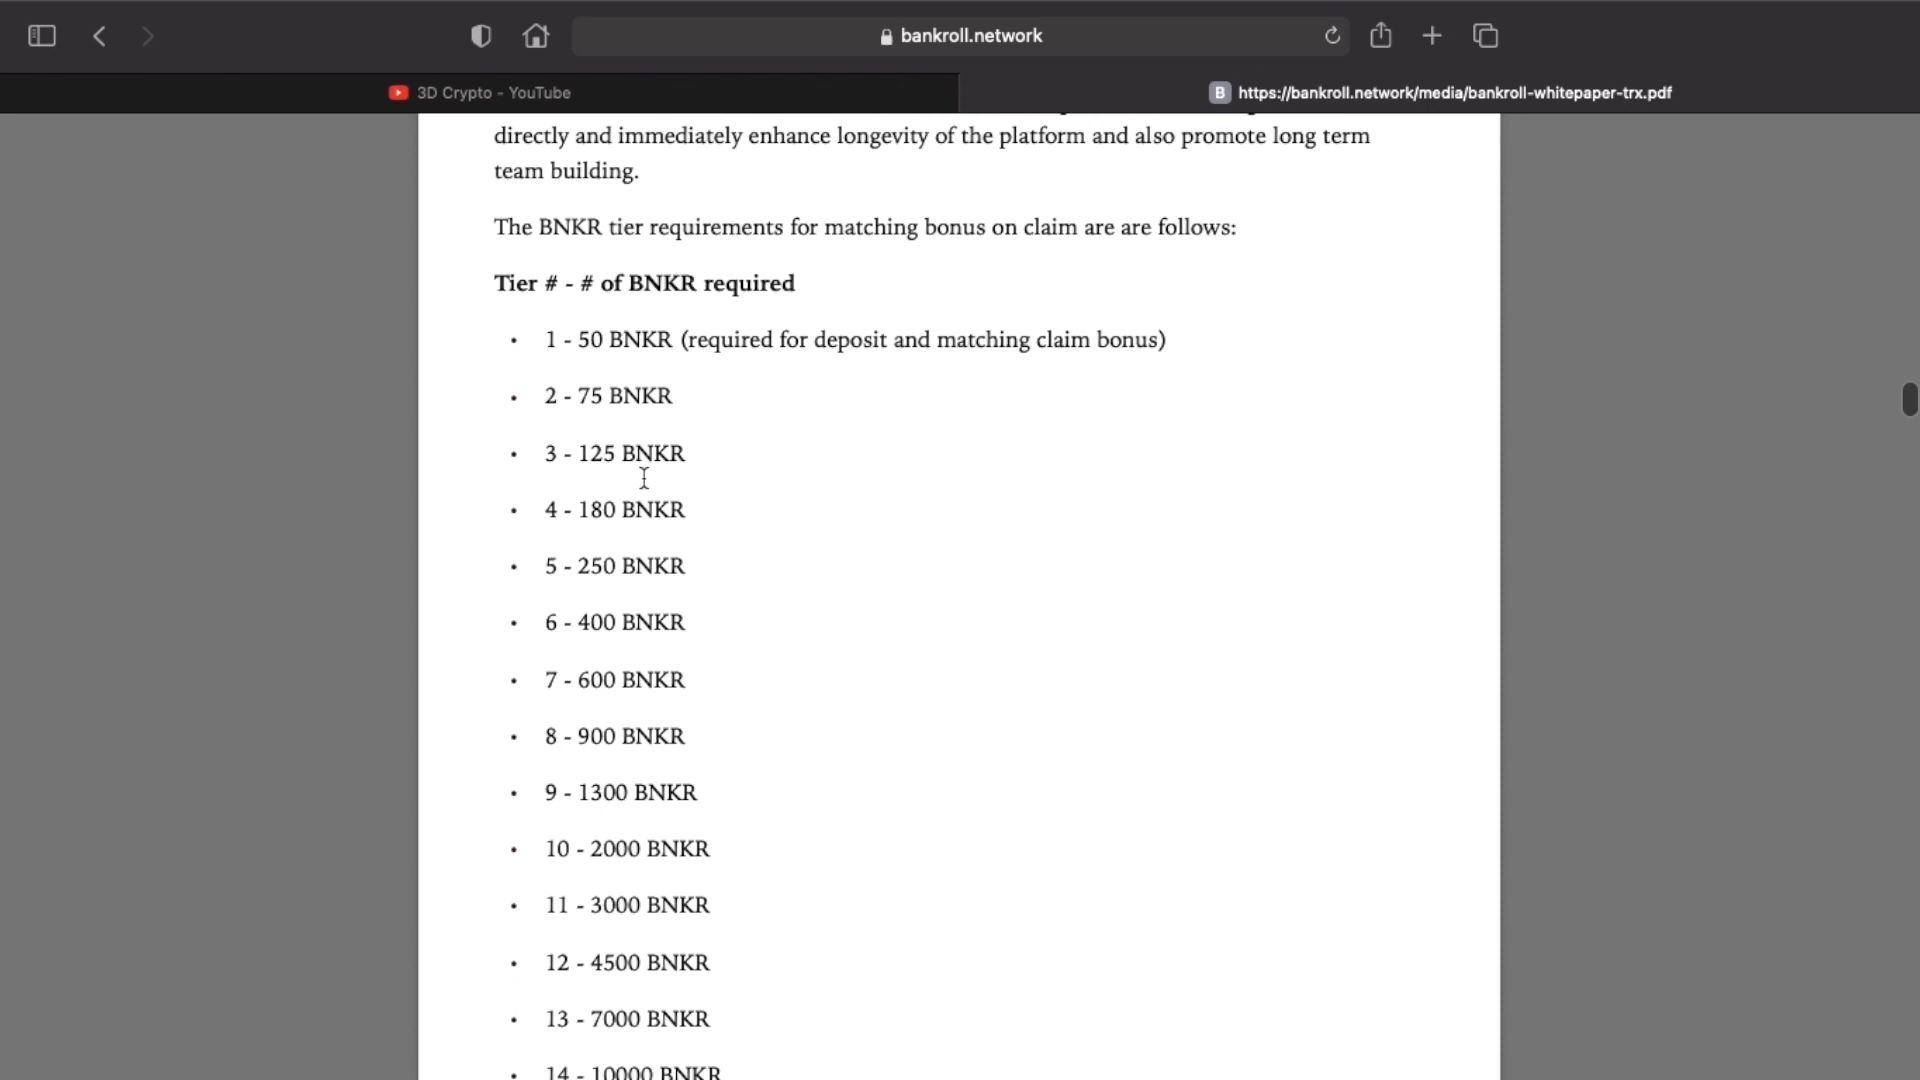 bankroll.network
3D Crypto - YouTube
B https://bankroll.network/media/bankroll-whitepaper-trx.pdf
directly and immediately enhance longevity of the platform and also promote long term
team building.
The BNKR tier requirements for matching bonus on claim are are follows:
Tier # - # of BNKR required
• 1 - 50 BNKR (required for deposit and matching claim bonus)
• 2 - 75 BNKR
• 3 - 125 BNKR
• 4 - 180 BNKR
• 5 - 250 BNKR
• 6 - 400 BNKR
• 7 - 600 BNKR
• 8 - 900 BNKR
• 9 - 1300 BNKR
• 10 - 2000 BNKR
• 11 - 3000 BNKR
• 12 - 4500 BNKR
• 13 - 7000 BNKR
• 14 - 10000 BNKR